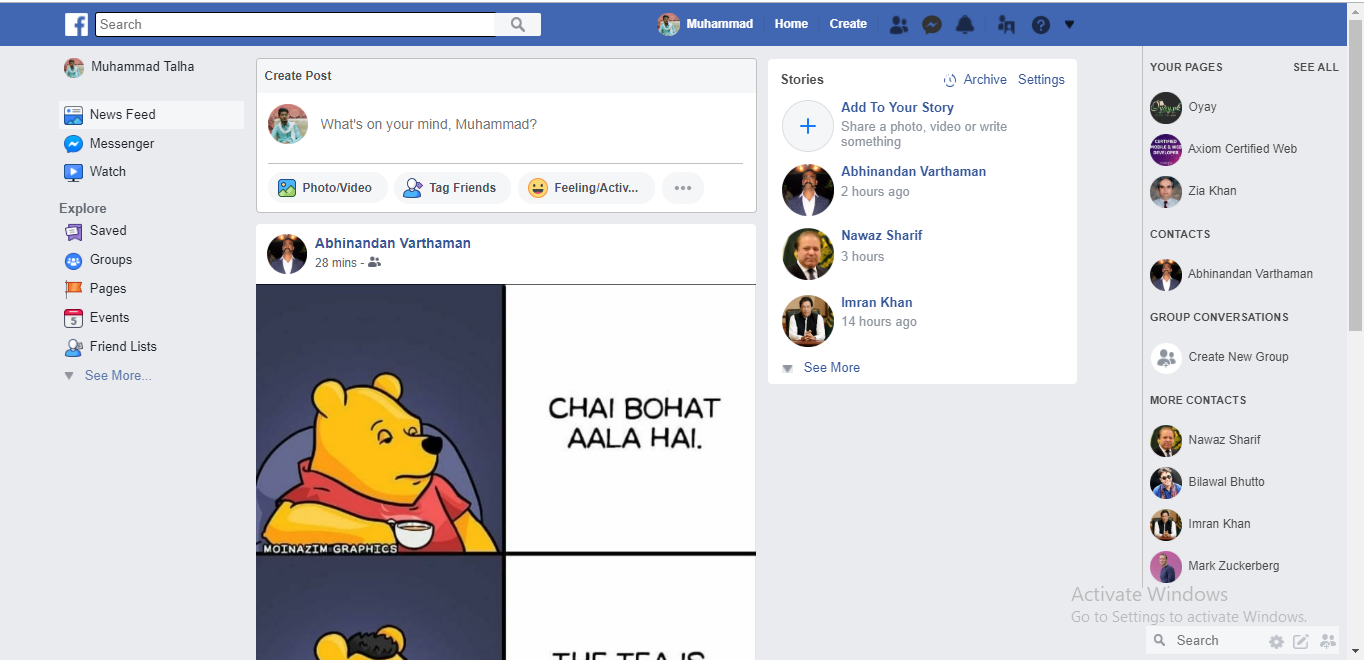 Search
Muhammad
Home
Create
Muhammad Talha
News Feed
Messenger
Watch
Explore
Saved
Groups
Pages
5
Events
Friend Lists
See More...
Create Post
What's on your mind, Muhammad?
Photo/Video
Tag Friends
Feeling/Activ...
Abhinandan Varthaman
28 mins -
CHAI BOHAT
AALA HAI.
MOINAZIM GRAPHICS
Stories
Archive
Settings
Add To Your Story
Share a photo, video or write
something
Abhinandan Varthaman
2 hours ago
Nawaz Sharif
3 hours
Imran Khan
14 hours ago
See More
YOUR PAGES
SEE ALL
Oyay
CERTIFIED
MOBILE & WEB
DEVELOPER
Axiom Certified Web
Zia Khan
CONTACTS
Abhinandan Varthaman
GROUP CONVERSATIONS
Create New Group
MORE CONTACTS
Nawaz Sharif
Bilawal Bhutto
Imran Khan
Mark Zuckerberg
Activate Windows
Go to Settings to activate Windows.
Search